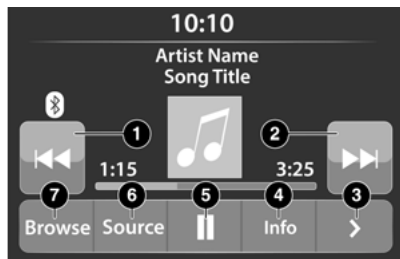 10:10
Artist Name
Song Title
1 2
1:15 3:25
7 6 5 4 3
Browse Source Info